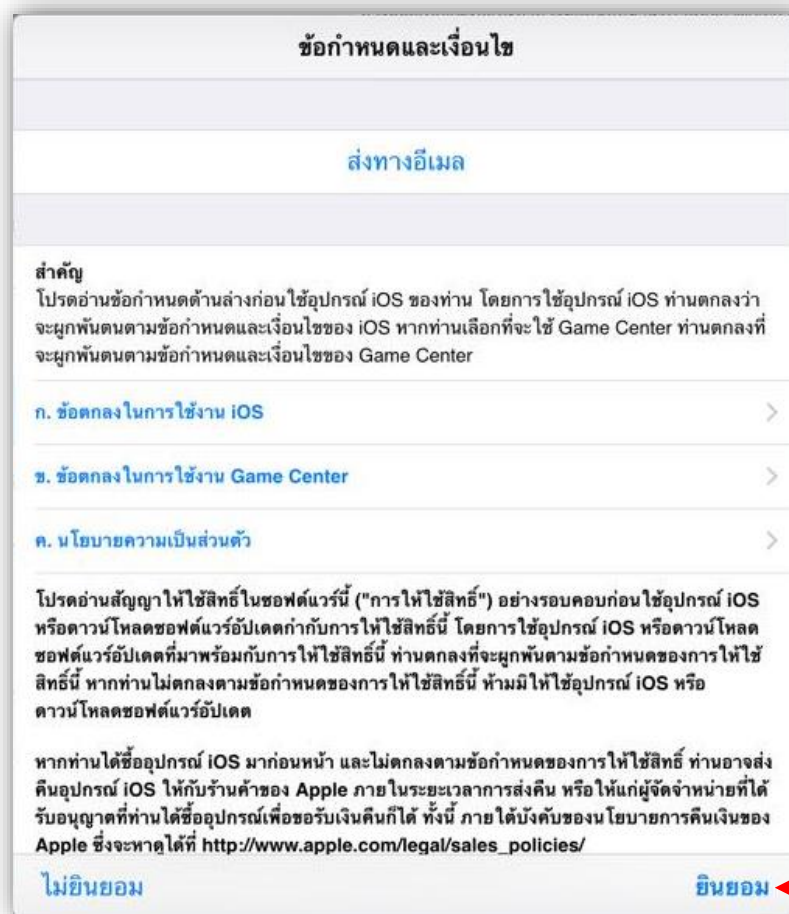 ข้อกำหนดและเงื่อนไข
ส่งทางอีเมล
สำคัญ
โปรดอ่านข้อกำหนดด้านล่างก่อนใช้อุปกรณ์ iOS ของท่าน โดยการใช้อุปกรณ์ iOS ท่านตกลงว่า
จะผูกพันตนตามข้อกำหนดและเงื่อนไขของ iOS หากท่านเลือกที่จะใช้ Game Center ท่านตกลงที่
จะผูกพันตนตามข้อกำหนดและเงื่อนไขของ Game Center
ก. ข้อตกลงในการใช้งาน iOS
ข. ข้อตกลงในการใช้งาน Game Center
ค. นโยบายความเป็นส่วนตัว
โปรดอ่านสัญญาให้ใช้สิทธิ์ในซอฟต์แวร์นี้ ("การให้ใช้สิทธิ์") อย่างรอบคอบก่อนใช้อุปกรณ์ iOS
หรือดาวน์โหลดซอฟต์แวร์อัปเดตกำกับการให้ใช้สิทธิ์นี้ โดยการใช้อุปกรณ์ iOS หรือดาวน์โหลด
ซอฟต์แวร์อัปเดตที่มาพร้อมกับการให้ใช้สิทธิ์นี้ ท่านตกลงที่จะผูกพันตามข้อกำหนดของการให้ใช้
สิทธิ์นี้ หากท่านไม่ตกลงตามข้อกำหนดของการให้ใช้สิทธิ์นี้ ห้ามมิให้ใช้อุปกรณ์ iOS หรือ
ดาวน์โหลดซอฟต์แวร์อัปเดต
หากท่านได้ซื้ออุปกรณ์ iOS มาก่อนหน้า และไม่ตกลงตามข้อกำหนดของการให้ใช้สิทธิ์ ท่านอาจส่ง
คืนอุปกรณ์ iOS ให้กับร้านค้าของ Apple ภายในระยะเวลาการส่งคืน หรือให้แก่ผู้จัดจำหน่ายที่ได้
รับอนุญาตที่ท่านได้ซื้ออุปกรณ์เพื่อขอรับเงินคืนก็ได้ ทั้งนี้ ภายใต้บังคับของนโยบายการคืนเงินของ
Apple ซึ่งจะหาดูได้ที่ http://www.apple.com/legal/sales_policies/
ไม่ยินยอม
ยินยอม